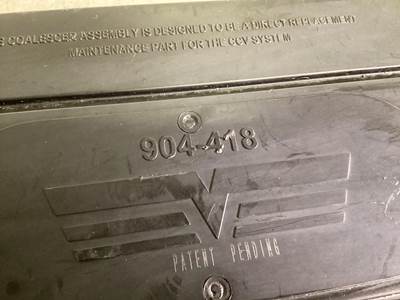 COALESCER ASSEMBLY IS DESIGNED TO BE A DIRECT REPLACEMENT
MAINTENANCE PART FOR THE CCV SYSTEM
904-418
PATENT PENDING